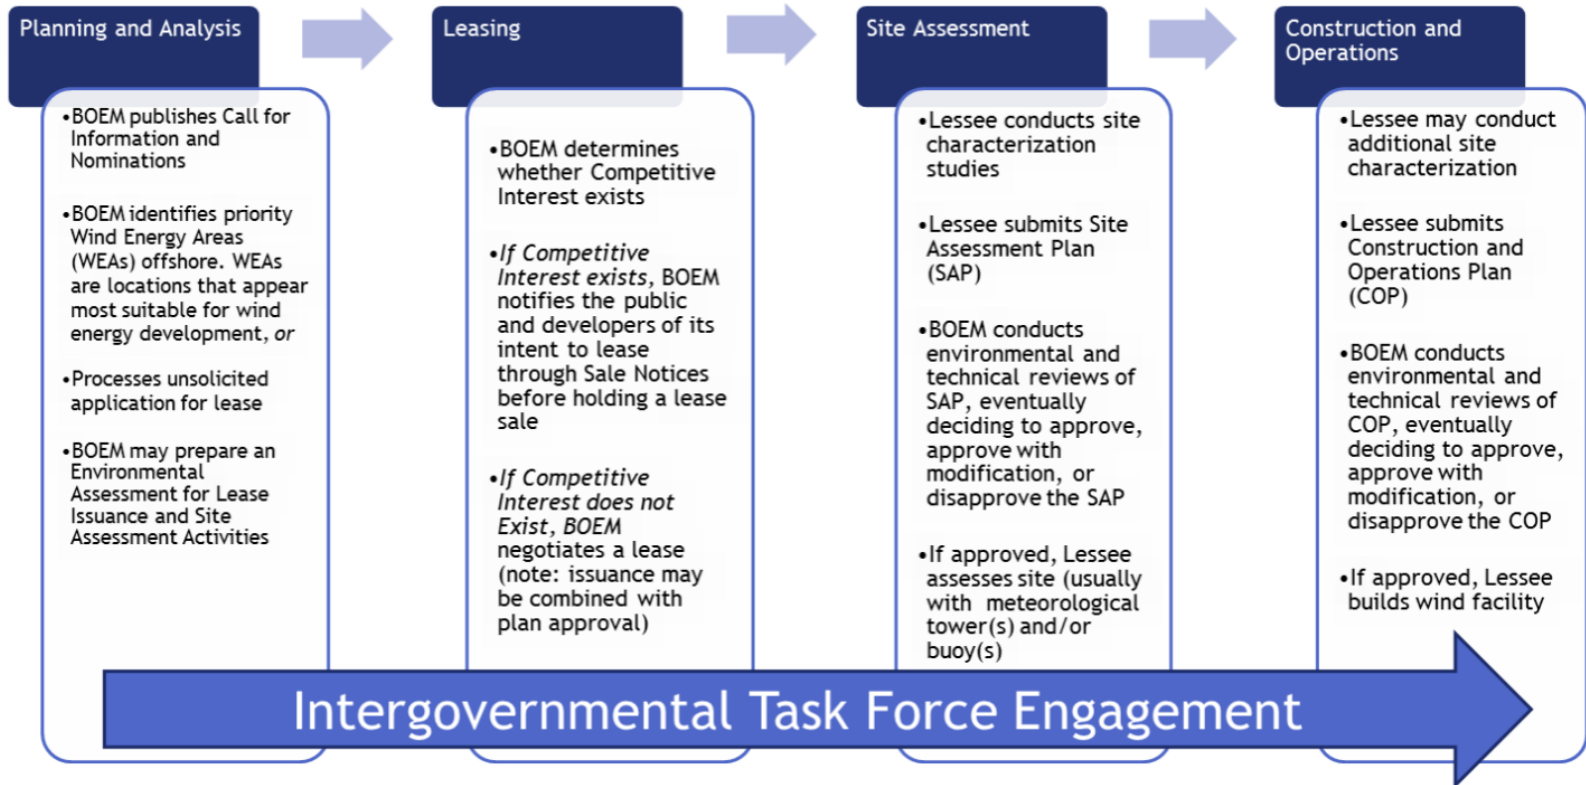 Planning and Analysis
•BOEM publishes Call for
Information and
Nominations
•BOEM identifies priority
Wind Energy Areas
(WEAs) offshore. WEAs
are locations that appear
most suitable for wind
energy development, or
•Processes unsolicited
application for lease
•BOEM may prepare an
Environmental
Assessment for Lease
Issuance and Site
Assessment Activities
Leasing
•BOEM determines
whether Competitive
Interest exists
•If Competitive
Interest exists, BOEM
notifies the public
and developers of its
intent to lease
through Sale Notices
before holding a lease
sale
•If Competitive
Interest does not
Exist, BOEM
negotiates a lease
(note: issuance may
be combined with
plan approval)
Site Assessment
•Lessee conducts site
characterization
studies
•Lessee submits Site
Assessment Plan
(SAP)
•BOEM conducts
environmental and
technical reviews of
SAP, eventually
deciding to approve,
approve with
modification, or
disapprove the SAP
•If approved, Lessee
assesses site (usually
with meteorological
tower(s) and/or
buoy(s)
Construction and
Operations
•Lessee may conduct
additional site
characterization
•Lessee submits
Construction and
Operations Plan
(COP)
•BOEM conducts
environmental and
technical reviews of
COP, eventually
deciding to approve,
approve with
modification, or
disapprove the COP
•If approved, Lessee
builds wind facility
Intergovernmental Task Force Engagement